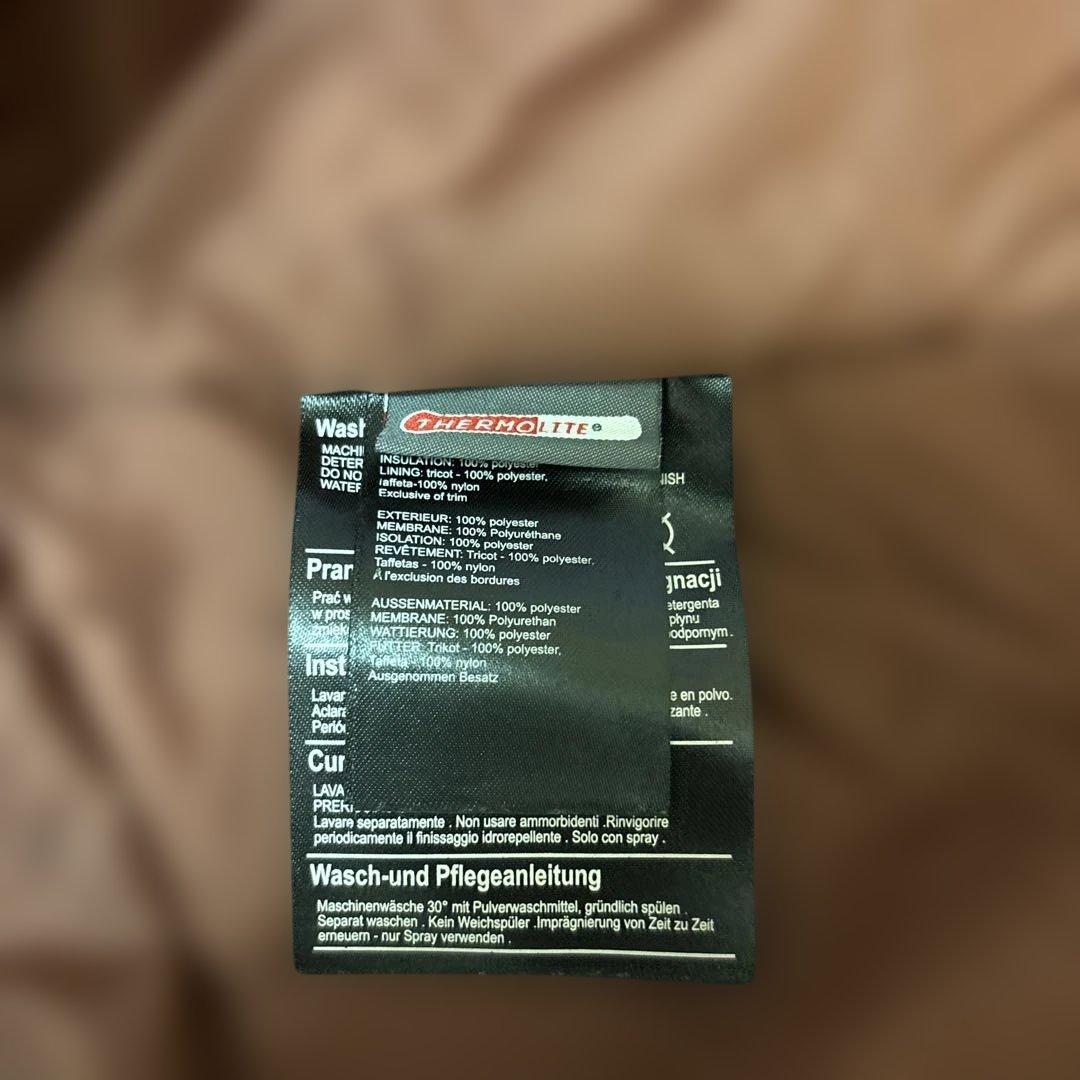 THERMOLITE®
INSULATION: 100% polyester
LINING: tricot - 100% polyester,
Taffeta-100% nylon
Exclusive of trim
EXTERIEUR: 100% polyester
MEMBRANE: 100% Polyuréthane
ISOLATION: 100% polyester
REVÊTEMENT: Tricot - 100% polyester,
Taffetas - 100% nylon
À l'exclusion des bordures
AUSSENMATERIAL: 100% polyester
MEMBRANE: 100% Polyurethan
WATTIERUNG: 100% polyester
FUTTER: Trikot - 100% polyester,
Taffeta - 100% nylon
Ausgenommen Besatz
Wash
MACHI
DETER
DO NO
WATER
NISH
Pran
gnacji
Prać w
etergenta
w pros
płynu
zmięk
odpornym.
Inst
Lavar
e en polvo.
Aclara
zante .
Perió
Cur
LAVA
PRER
Lavare separatamente . Non usare ammorbidenti .Rinvigorire
periodicamente il finissaggio idrorepellente . Solo con spray .
Wasch-und Pflegeanleitung
Maschinenwäsche 30° mit Pulverwaschmittel, gründlich spülen .
Separat waschen . Kein Weichspüler .Imprägnierung von Zeit zu Zeit
erneuern - nur Spray verwenden .